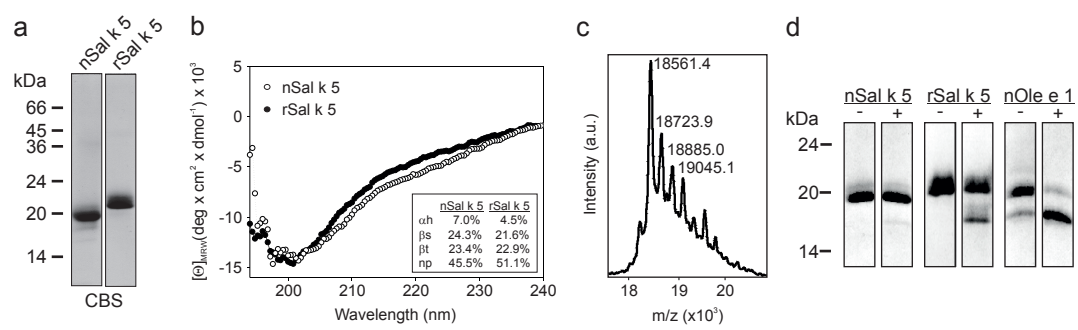 a
nSal k 5
rSal k 5
kDa
66
45
36
24
20
14
CBS
b
[Θ]MRW(deg x cm² x dmol⁻¹) x 10³
5
0
-5
-10
-15
nSal k 5
rSal k 5
nSal k 5 rSal k 5
αh 7.0% 4.5%
βs 24.3% 21.6%
βt 23.4% 22.9%
np 45.5% 51.1%
200 210 220 230 240
Wavelength (nm)
c
Intensity (a.u.)
18561.4
18723.9
18885.0
19045.1
18 19 20
m/z (x10³)
d
nSal k 5 rSal k 5 nOle e 1
- + - + - +
kDa
24
20
14